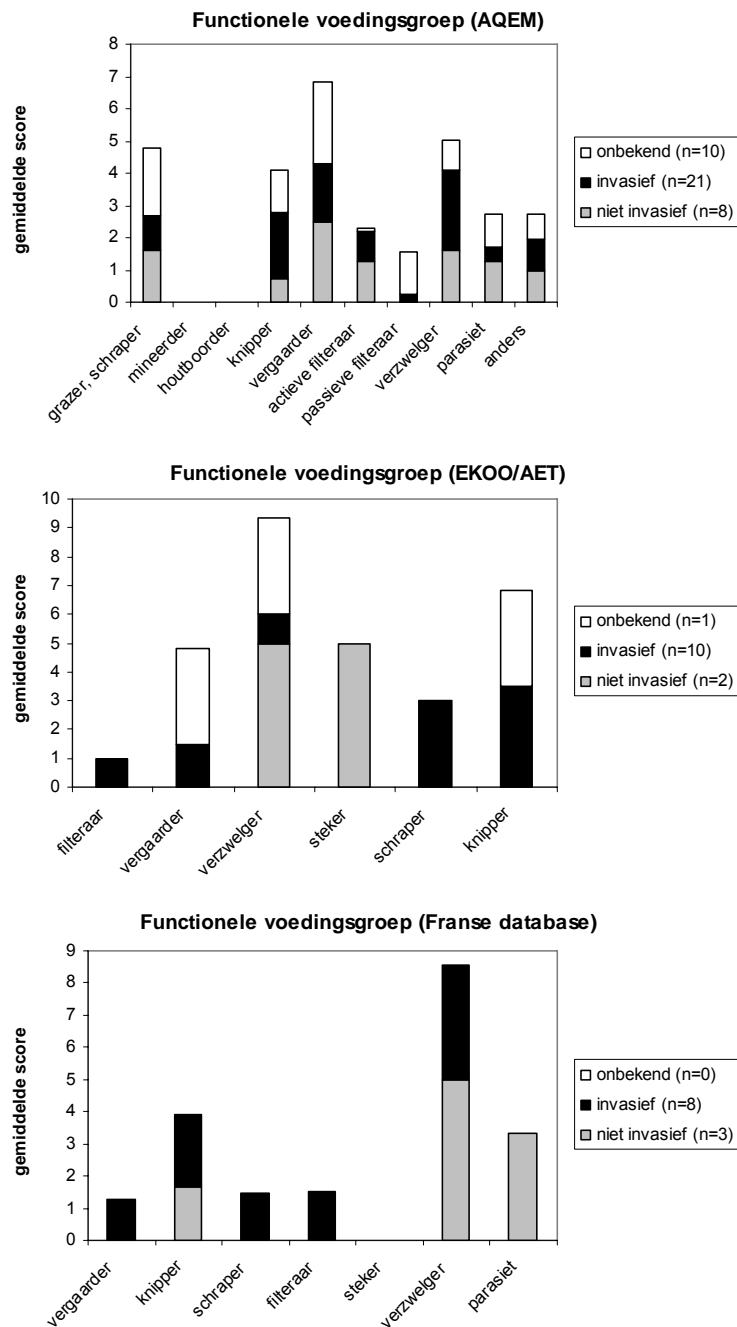 Functionele voedingsgroep (AQEM)
gemiddelde score
8
7
6
5
4
3
2
1
0
grazer, schraper
mineerder
houtboorder
knipper
vergaarder
actieve filteraar
passieve filteraar
verzwelger
parasiet
anders
onbekend (n=10)
invasief (n=21)
niet invasief (n=8)
Functionele voedingsgroep (EKOO/AET)
gemiddelde score
10
9
8
7
6
5
4
3
2
1
0
filteraar
vergaarder
verzwelger
steker
schraper
knipper
onbekend (n=1)
invasief (n=10)
niet invasief (n=2)
Functionele voedingsgroep (Franse database)
gemiddelde score
9
8
7
6
5
4
3
2
1
0
vergaarder
knipper
schraper
filteraar
steker
verzwelger
parasiet
onbekend (n=0)
invasief (n=8)
niet invasief (n=3)